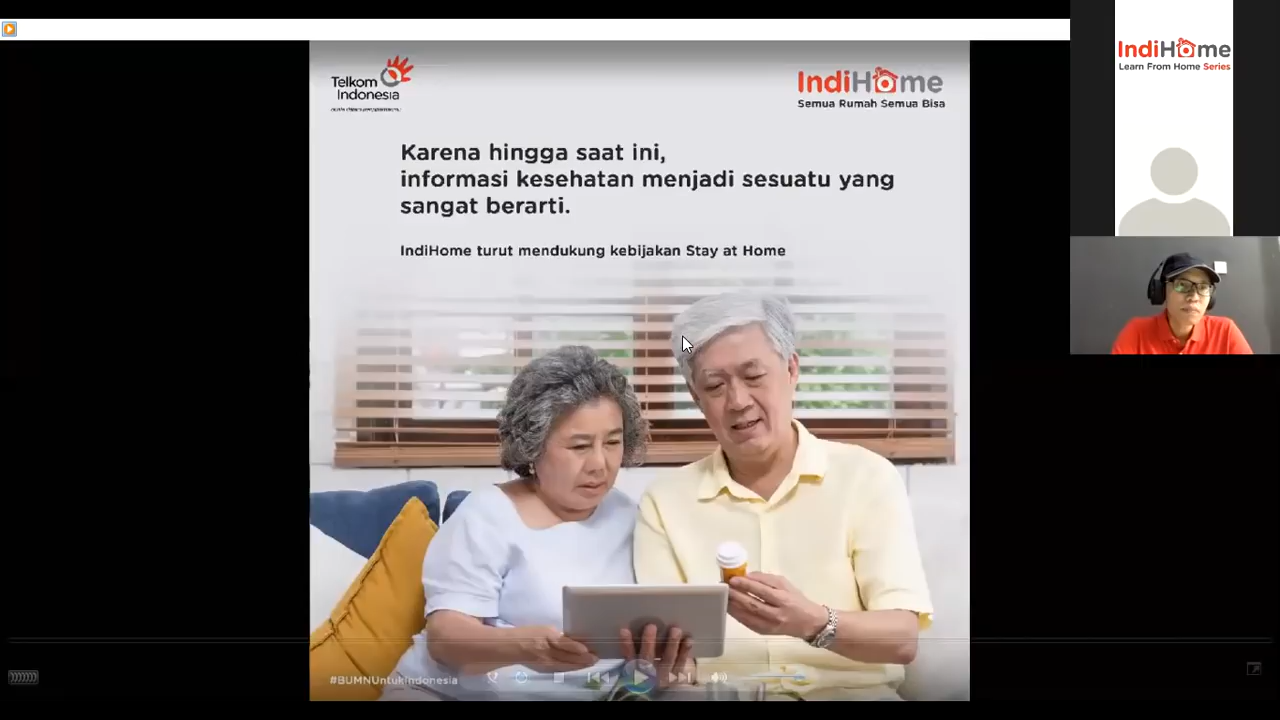 Telkom
Indonesia
IndiHome
Semua Rumah Semua Bisa
Karena hingga saat ini,
informasi kesehatan menjadi sesuatu yang
sangat berarti.
IndiHome turut mendukung kebijakan Stay at Home
#BUMNUntukIndonesia
IndiHome
Learn From Home Series